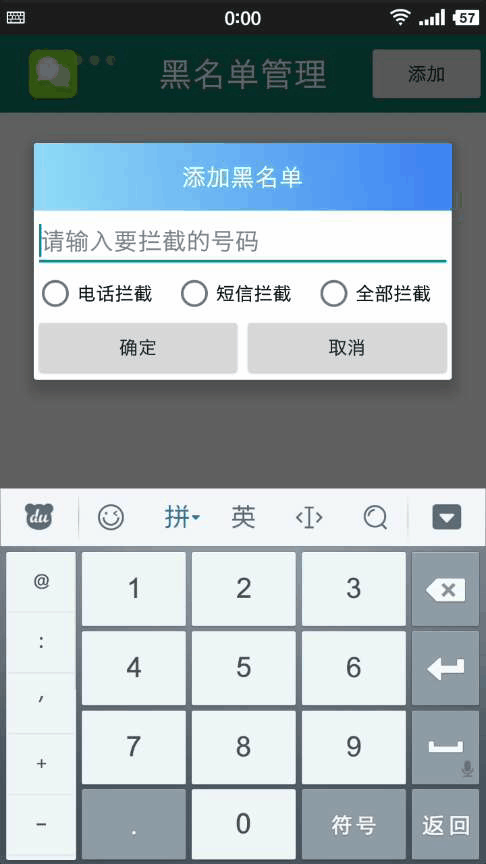 0:00 57
黑名单管理 添加
添加黑名单
请输入要拦截的号码
电话拦截 短信拦截 全部拦截
确定 取消
du 拼 英
@ 1 2 3
: 4 5 6
′ 7 8 9
+
- . 0 符号 返回